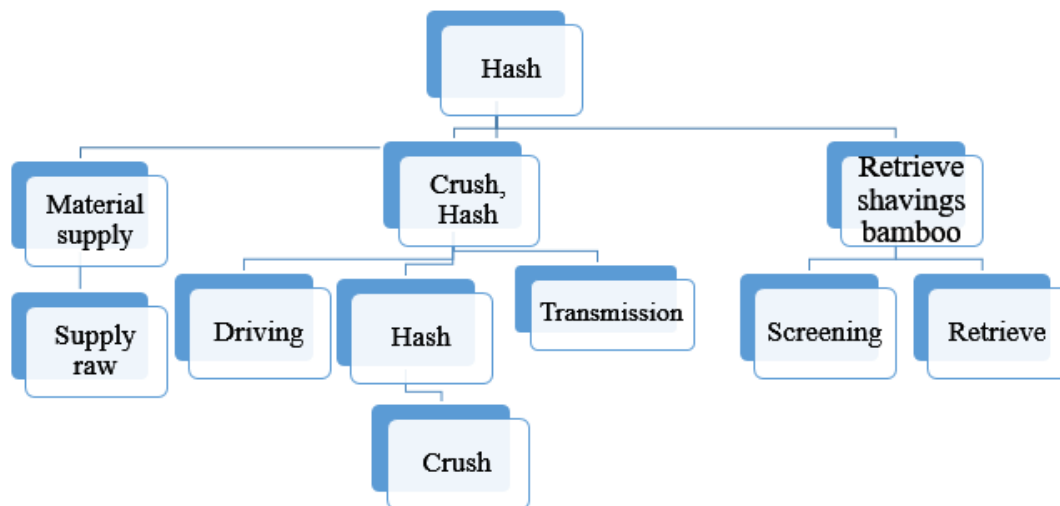 Hash
Material
supply
Crush,
Hash
Retrieve
shavings
bamboo
Supply
raw
Driving
Hash
Transmission
Screening
Retrieve
Crush